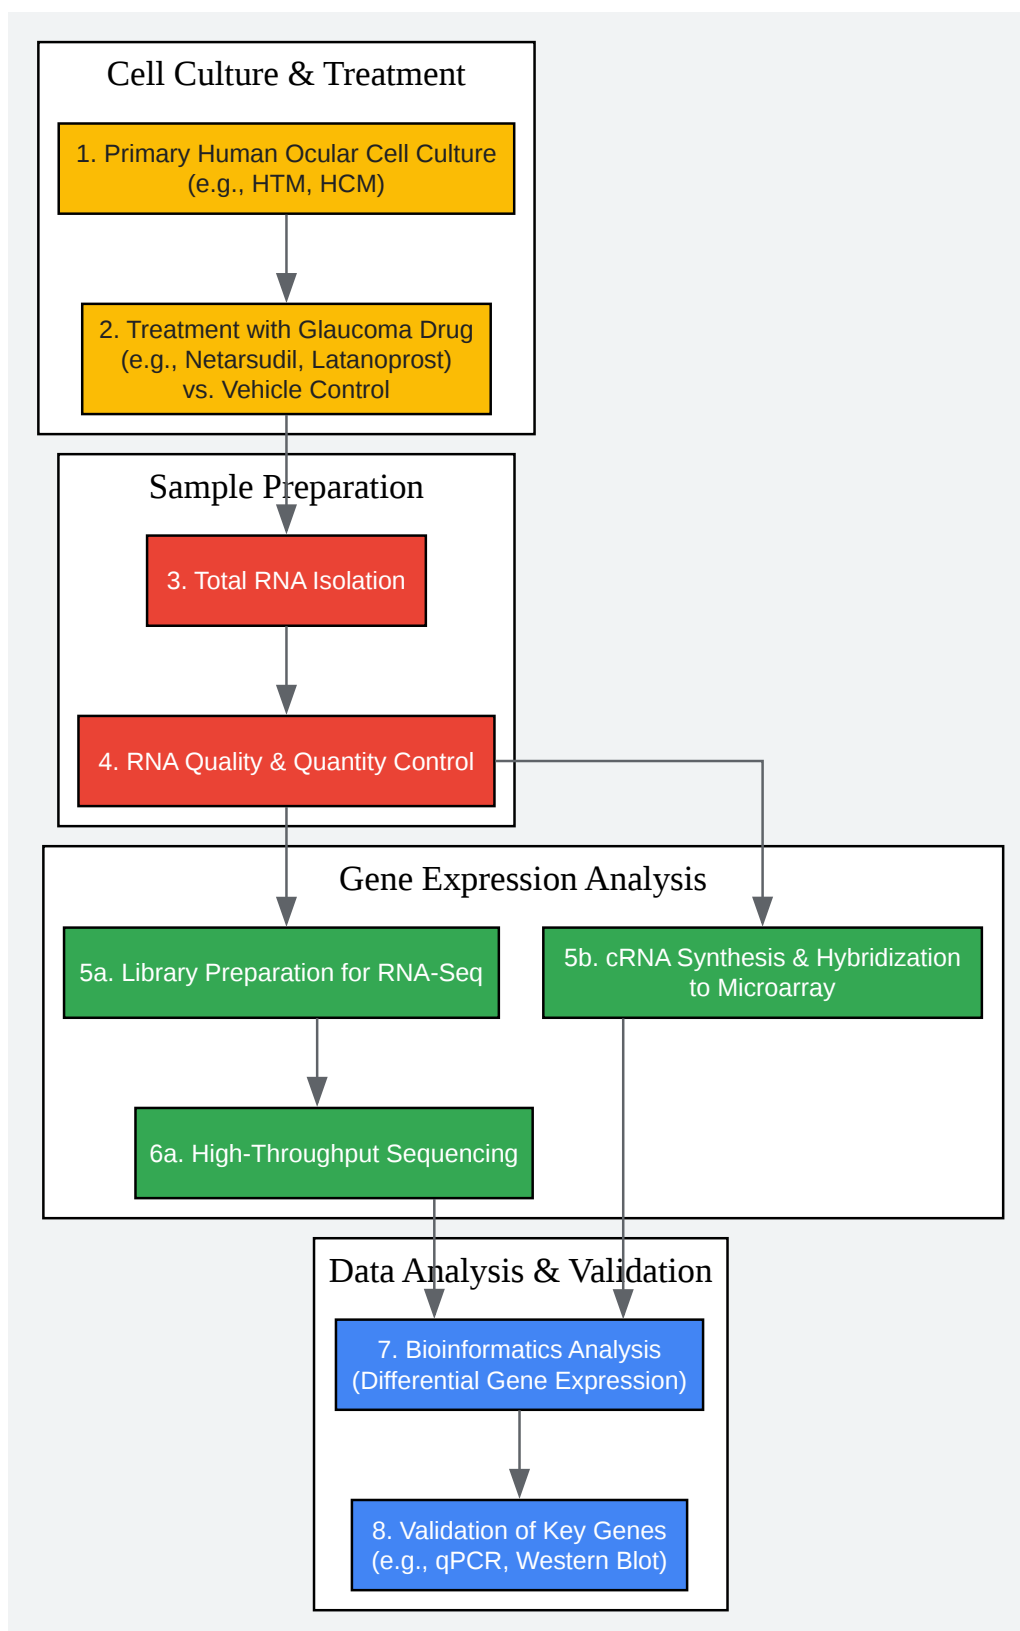 Cell Culture & Treatment
1. Primary Human Ocular Cell Culture
(e.g., HTM, HCM)
2. Treatment with Glaucoma Drug
(e.g., Netarsudil, Latanoprost)
vs. Vehicle Control
Sample Preparation
3. Total RNA Isolation
4. RNA Quality & Quantity Control
Gene Expression Analysis
5a. Library Preparation for RNA-Seq
5b. cRNA Synthesis & Hybridization
to Microarray
6a. High-Throughput Sequencing
Data Analysis & Validation
7. Bioinformatics Analysis
(Differential Gene Expression)
8. Validation of Key Genes
(e.g., qPCR, Western Blot)